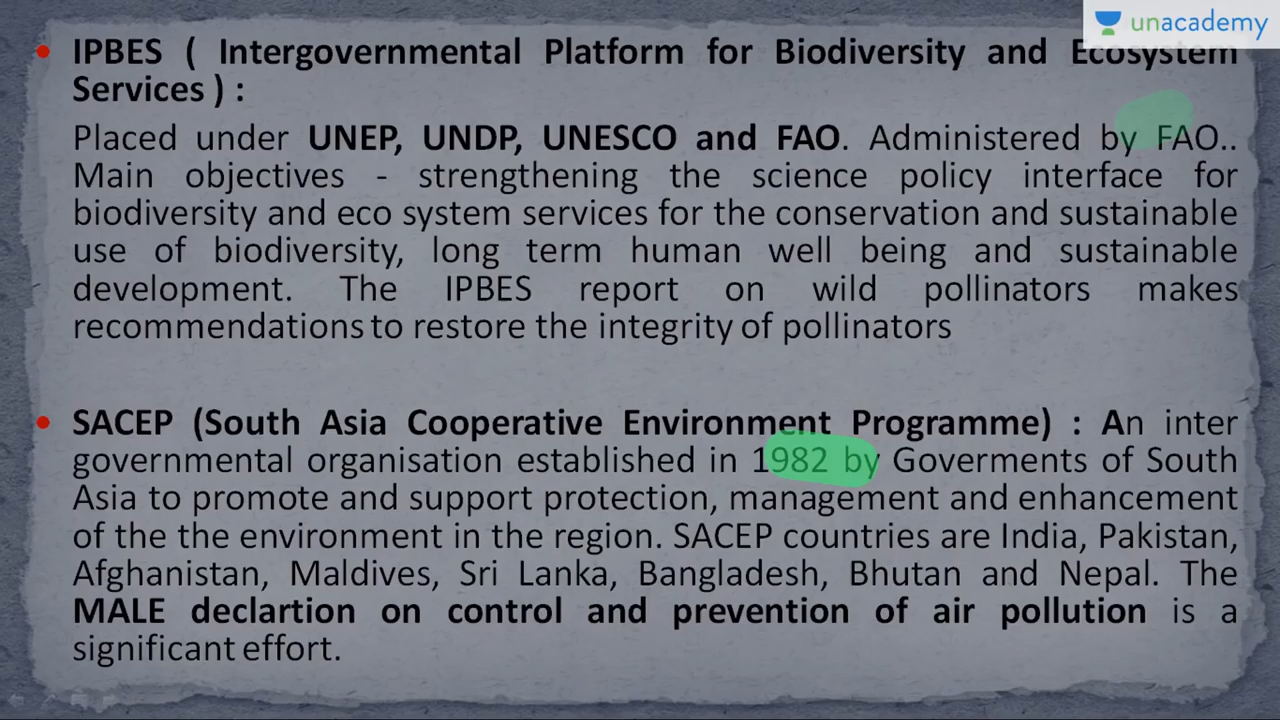 unacademy
• IPBES ( Intergovernmental Platform for Biodiversity and Ecosystem
Services ) :
Placed under UNEP, UNDP, UNESCO and FAO. Administered by FAO..
Main objectives - strengthening the science policy interface for
biodiversity and eco system services for the conservation and sustainable
use of biodiversity, long term human well being and sustainable
development. The IPBES report on wild pollinators makes
recommendations to restore the integrity of pollinators
• SACEP (South Asia Cooperative Environment Programme) : An inter
governmental organisation established in 1982 by Goverments of South
Asia to promote and support protection, management and enhancement
of the the environment in the region. SACEP countries are India, Pakistan,
Afghanistan, Maldives, Sri Lanka, Bangladesh, Bhutan and Nepal. The
MALE declartion on control and prevention of air pollution is a
significant effort.